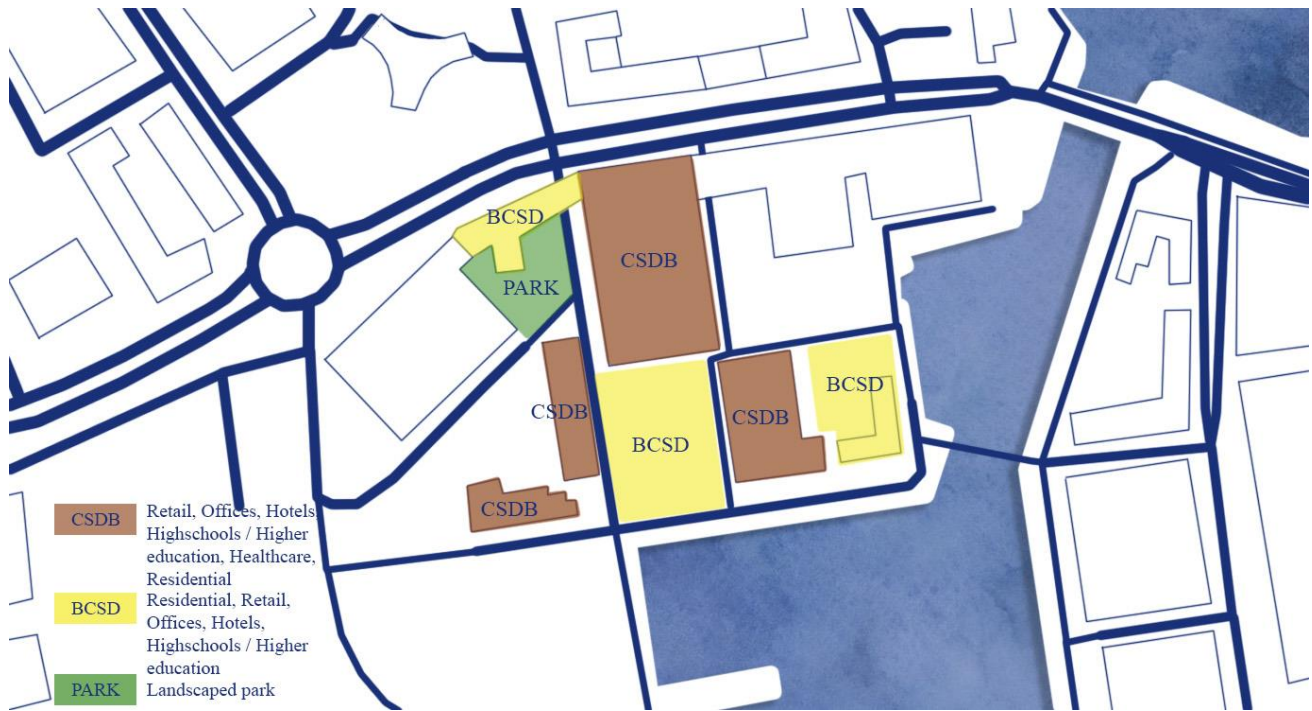 BCSD
CSDB
PARK
BCSD
CSDB
CSDB
BCSD
CSDB
CSDB
Retail, Offices, Hotels,
Highschools / Higher
education, Healthcare,
Residential
BCSD
Residential, Retail,
Offices, Hotels,
Highschools / Higher
education
PARK
Landscaped park